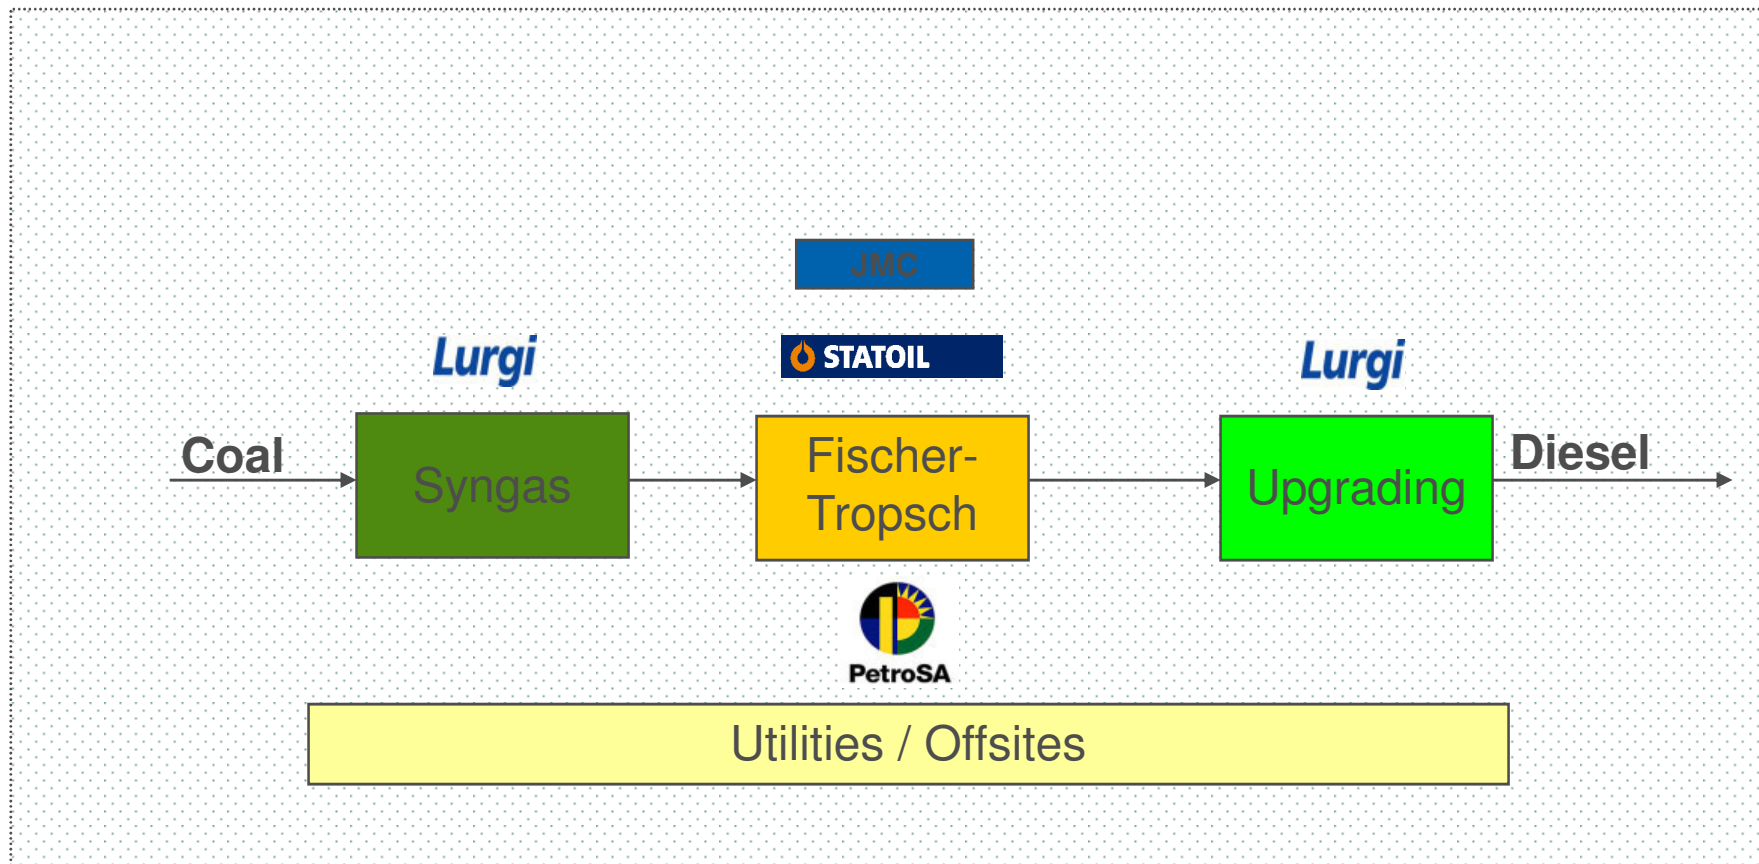 JMC
Lurgi
STATOIL
Lurgi
Coal
Syngas
Fischer-
Tropsch
Upgrading
Diesel
PetroSA
Utilities / Offsites